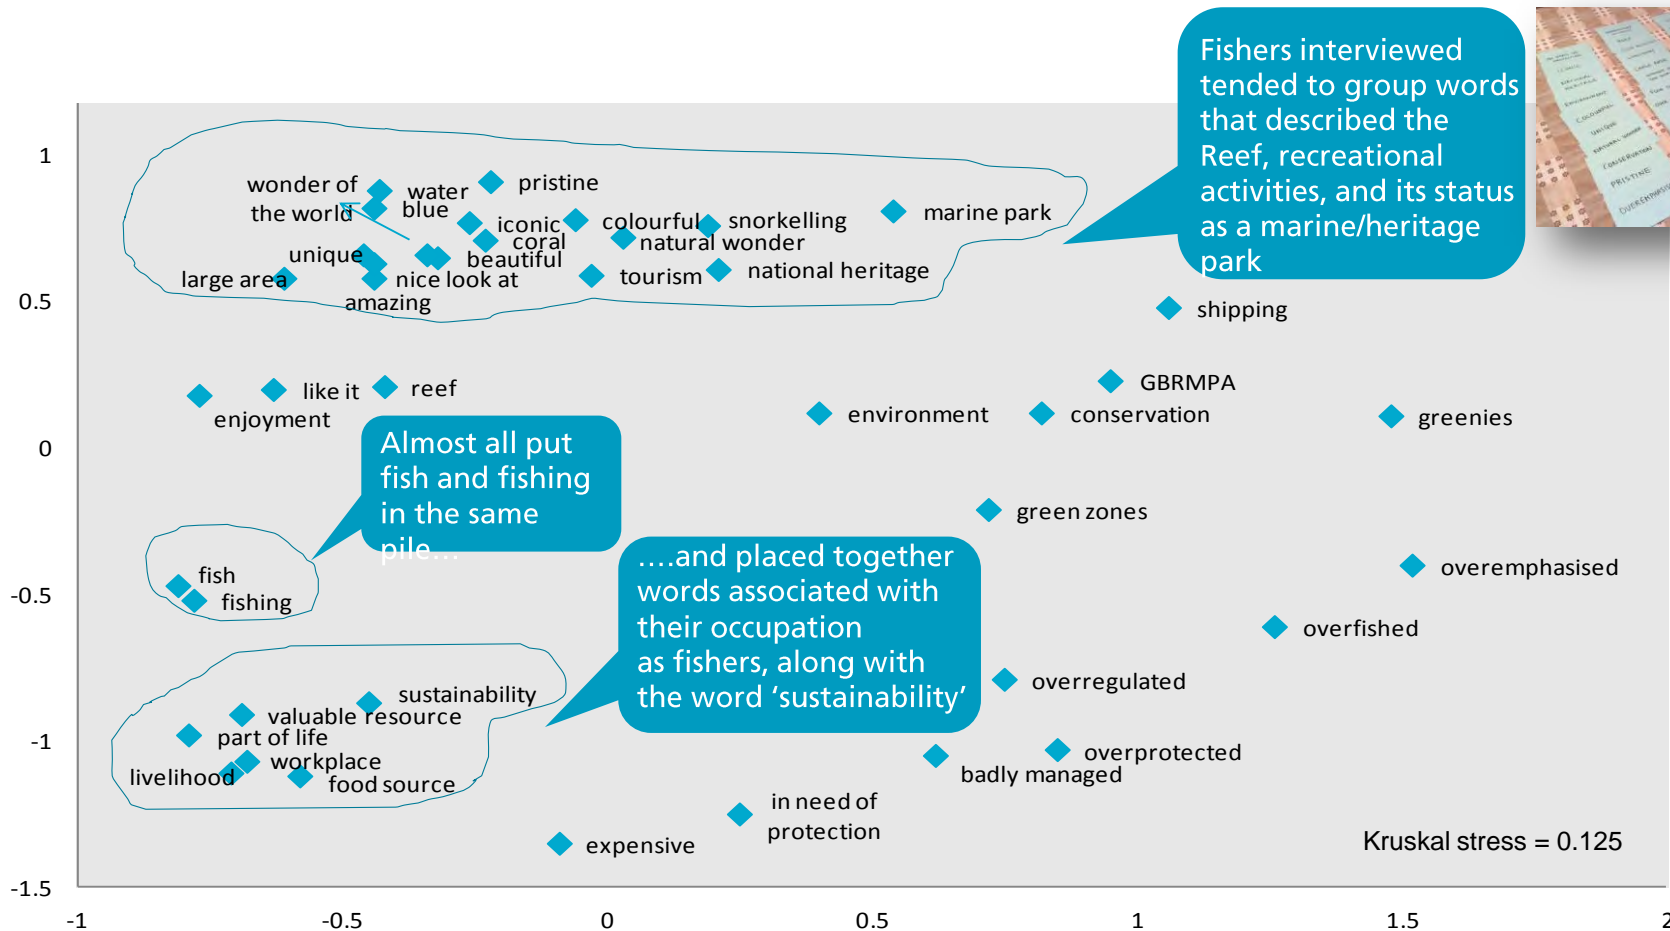 Fishers interviewed
tended to group words
that described the
Reef, recreational
activities, and its status
as a marine/heritage
park
1
0.5
0
-0.5
-1
-1.5
-1
-0.5
0
0.5
1
1.5
2
wonder of
the world
water
blue
pristine
iconic
coral
colourful
snorkelling
natural wonder
marine park
unique
beautiful
large area
nice look at
amazing
tourism
national heritage
shipping
like it
reef
enjoyment
GBRMPA
environment
conservation
greenies
Almost all put
fish and fishing
in the same
pile...
green zones
fish
fishing
....and placed together
words associated with
their occupation
as fishers, along with
the word ‘sustainability’
overemphasised
overfished
overregulated
sustainability
valuable resource
part of life
workplace
livelihood
food source
overprotected
badly managed
in need of
protection
expensive
Kruskal stress = 0.125
COLOURFUL
UNIQUE
NATURAL WONDER
CONSERVATION
PRISTINE